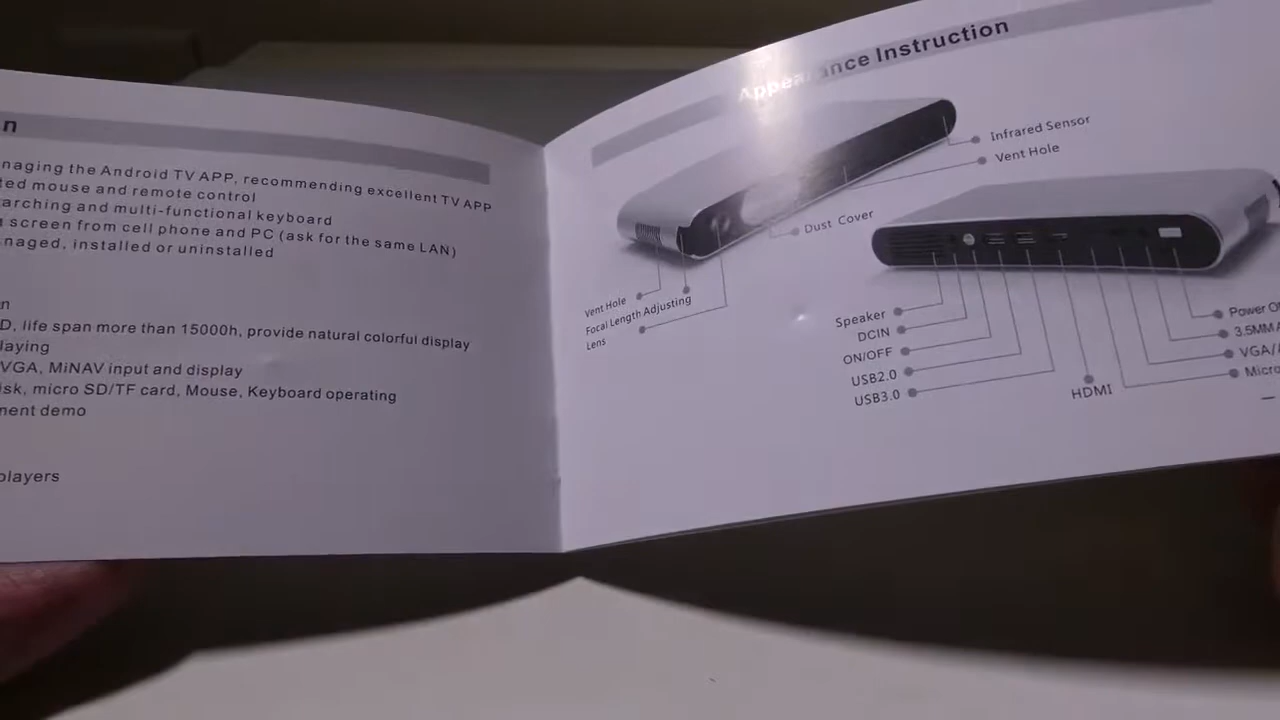 n
naging the Android TV APP, recommending excellent TV APP
ted mouse and remote control
arching and multi-functional keyboard
screen from cell phone and PC (ask for the same LAN)
naged, installed or uninstalled
n
D, life span more than 15000h, provide natural colorful display
laying
VGA, MiNAV input and display
isk, micro SD/TF card, Mouse, Keyboard operating
ment demo
players
Appearance Instruction
Infrared Sensor
Vent Hole
Dust Cover
Vent Hole
Focal Length Adjusting
Lens
Speaker
DCIN
ON/OFF
USB2.0
USB3.0
HDMI
Power O
3.5MM A
VGA/
Micro